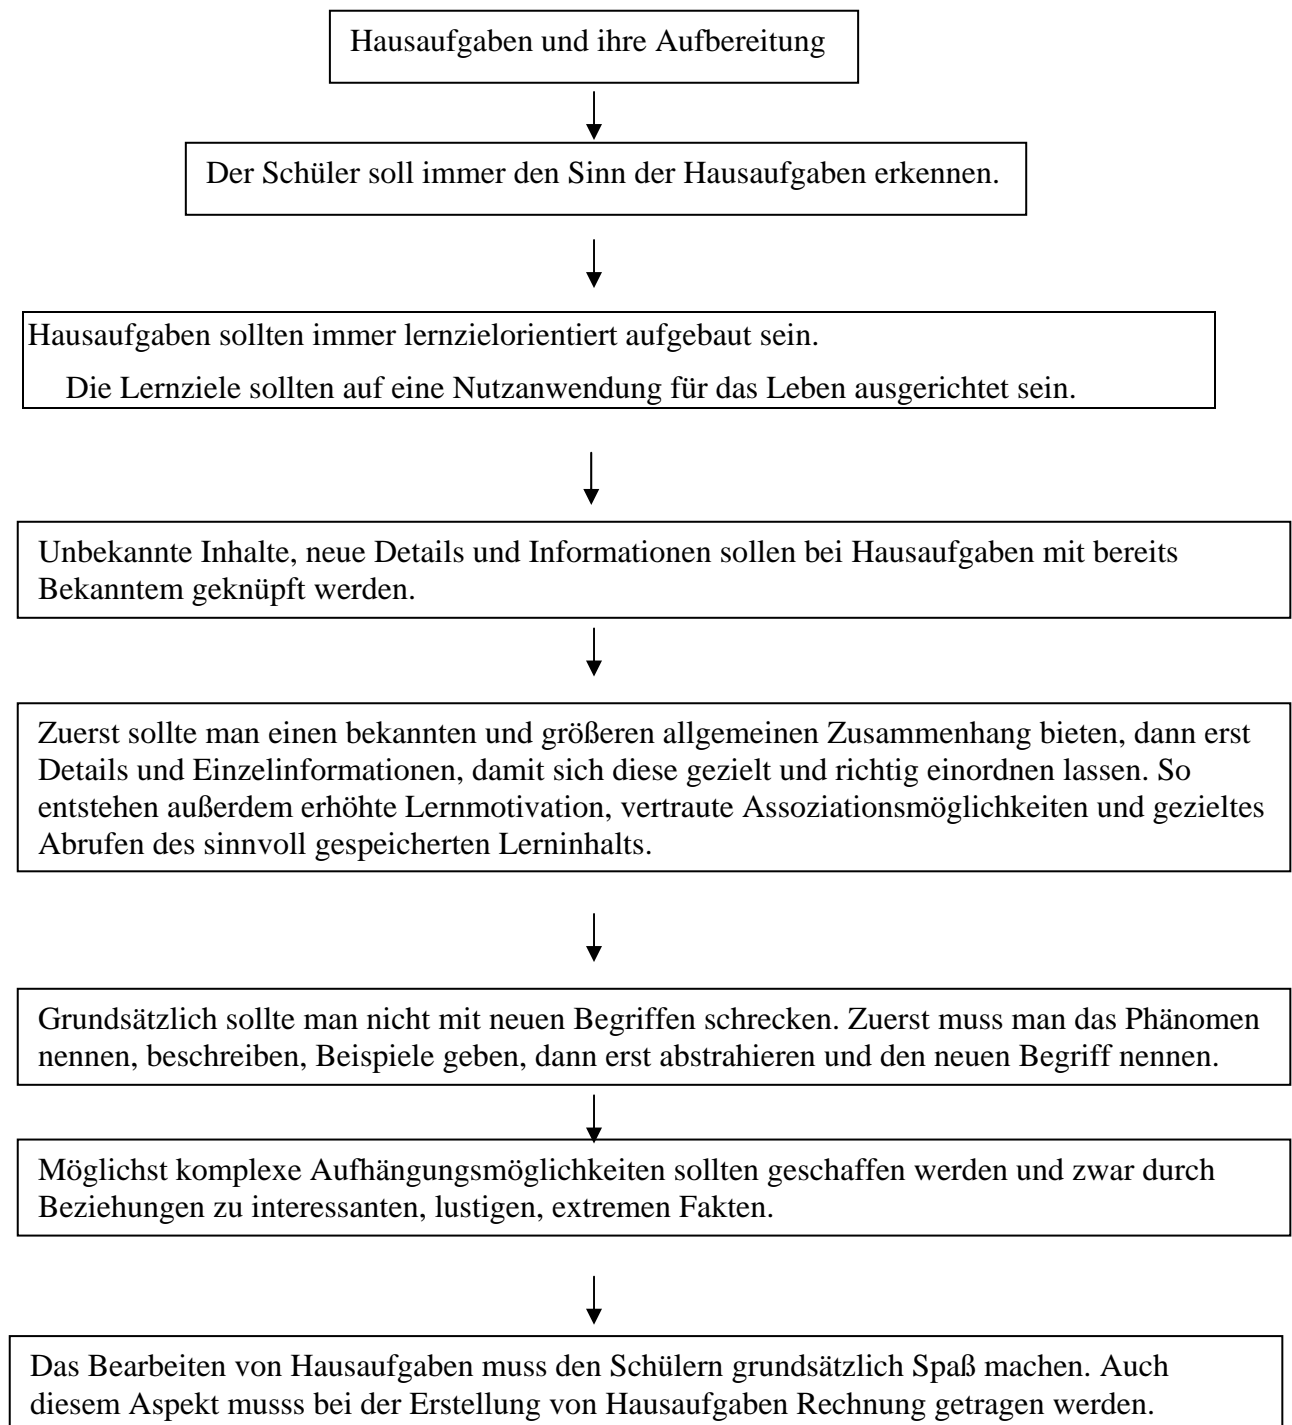 Hausaufgaben und ihre Aufbereitung
Der Schüler soll immer den Sinn der Hausaufgaben erkennen.
Hausaufgaben sollten immer lernzielorientiert aufgebaut sein.
Die Lernziele sollten auf eine Nutzanwendung für das Leben ausgerichtet sein.
Unbekannte Inhalte, neue Details und Informationen sollen bei Hausaufgaben mit bereits
Bekanntem geknüpft werden.
Zuerst sollte man einen bekannten und größeren allgemeinen Zusammenhang bieten, dann erst
Details und Einzelinformationen, damit sich diese gezielt und richtig einordnen lassen. So
entstehen außerdem erhöhte Lernmotivation, vertraute Assoziationsmöglichkeiten und gezieltes
Abrufen des sinnvoll gespeicherten Lerninhalts.
Grundsätzlich sollte man nicht mit neuen Begriffen schrecken. Zuerst muss man das Phänomen
nennen, beschreiben, Beispiele geben, dann erst abstrahieren und den neuen Begriff nennen.
Möglichst komplexe Aufhängungsmöglichkeiten sollten geschaffen werden und zwar durch
Beziehungen zu interessanten, lustigen, extremen Fakten.
Das Bearbeiten von Hausaufgaben muss den Schülern grundsätzlich Spaß machen. Auch
diesem Aspekt musss bei der Erstellung von Hausaufgaben Rechnung getragen werden.